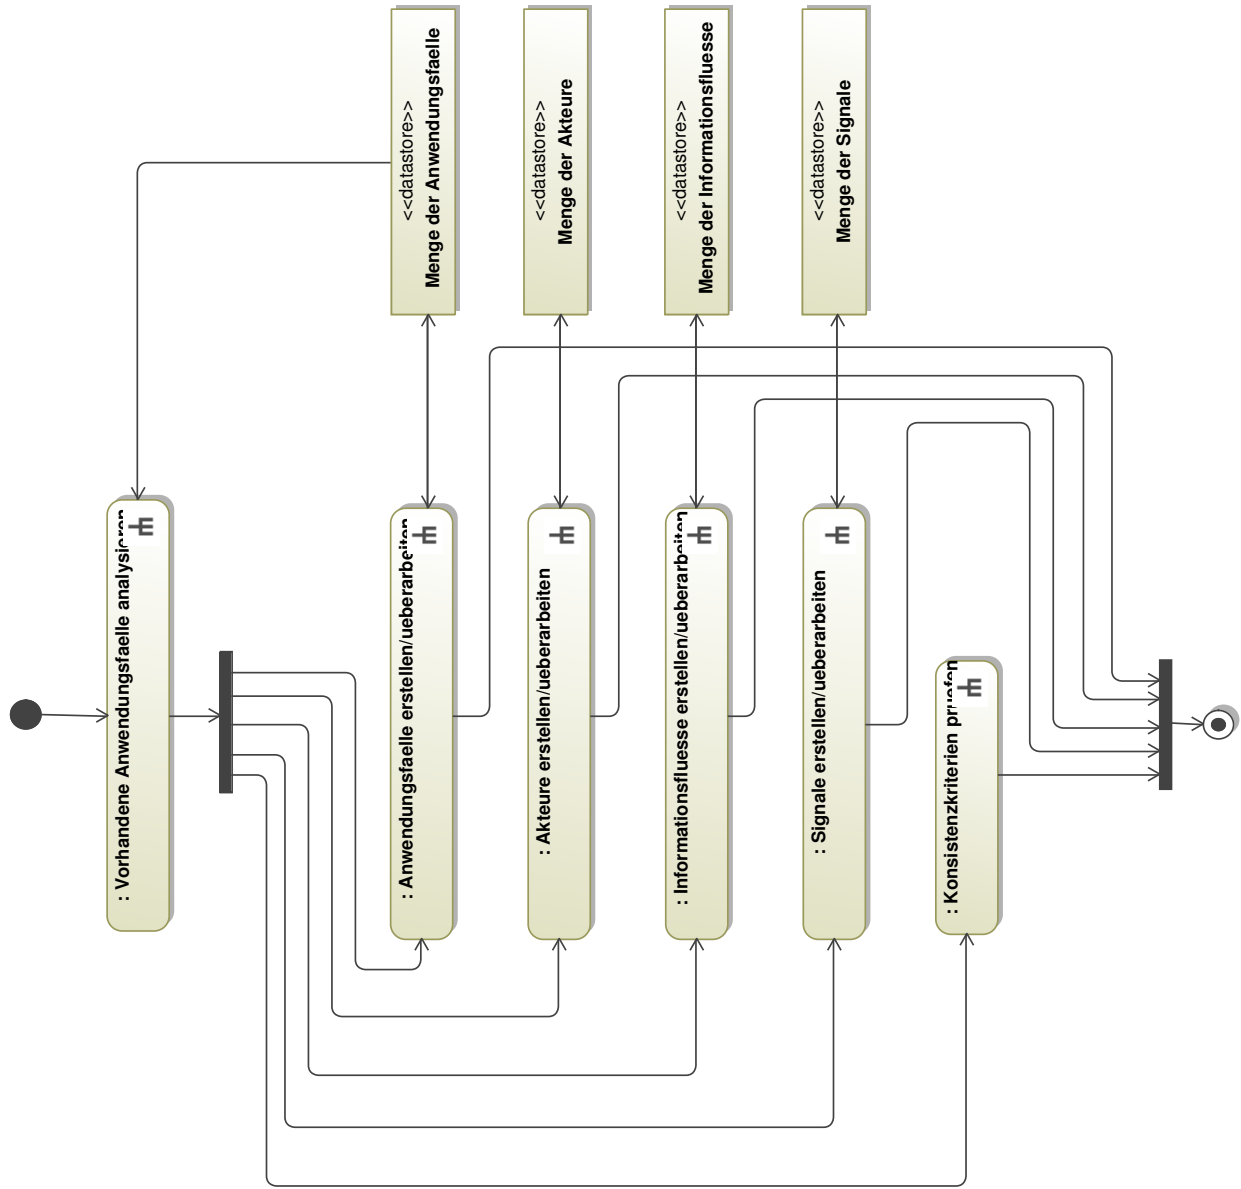 <<datastore>>
Menge der Anwendungsfaelle
<<datastore>>
Menge der Akteure
<<datastore>>
Menge der Informationsfluesse
<<datastore>>
Menge der Signale
: Vorhandene Anwendungsfaelle analysieren
: Anwendungsfaelle erstellen/ueberarbeiten
: Akteure erstellen/ueberarbeiten
: Informationsfluesse erstellen/ueberarbeiten
: Signale erstellen/ueberarbeiten
: Konsistenzkriterien pruefen